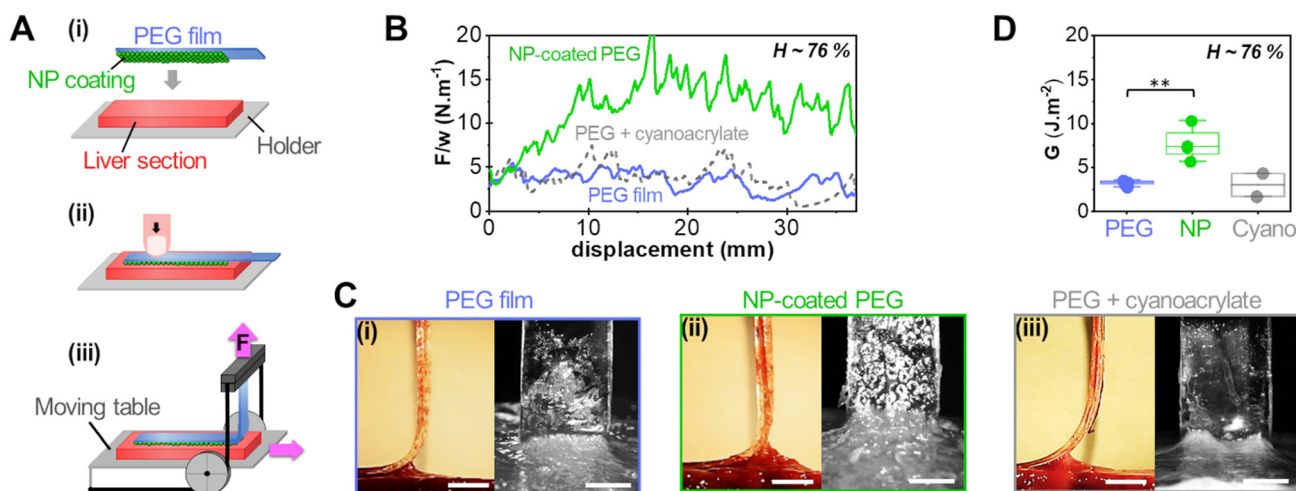 A
(i)
PEG film
NP coating
Liver section
Holder
(ii)
(iii)
F
Moving table
B
20
15
10
5
0
F/w (N.m-1)
NP-coated PEG
H ~ 76 %
PEG + cyanoacrylate
PEG film
0
10
20
30
displacement (mm)
C
PEG film
(i)
NP-coated PEG
(ii)
PEG + cyanoacrylate
(iii)
D
20
15
10
5
0
G (J.m-2)
H ~ 76 %
**
PEG
NP
Cyano